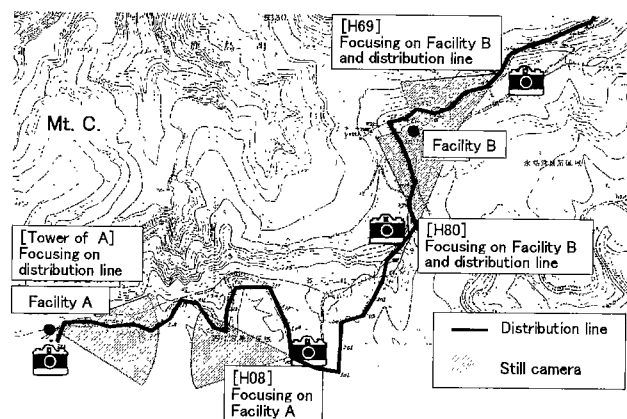 [H69]
Focusing on Facility B
and distribution line
Mt. C.
Facility B
[Tower of A]
Focusing on
distribution line
[H80]
Focusing on Facility B
and distribution line
Facility A
Distribution line
Still camera
[H08]
Focusing on
Facility A